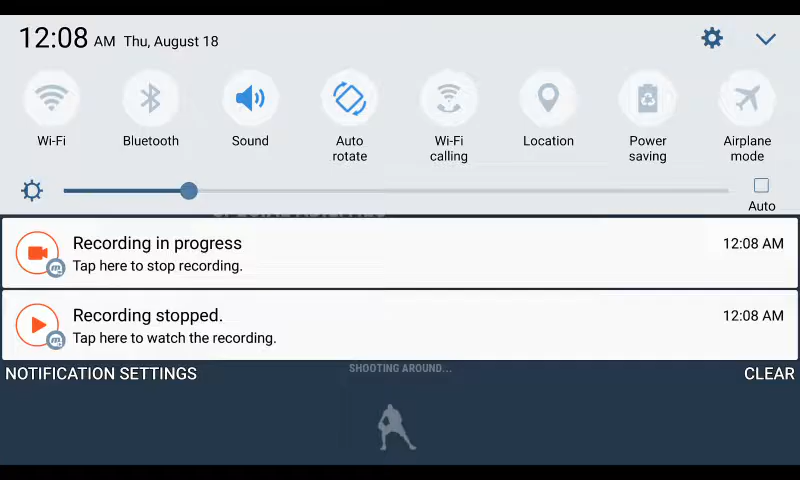 12:08 AM Thu, August 18
Wi-Fi
Bluetooth
Sound
Auto
rotate
Wi-Fi
calling
Location
Power
saving
Airplane
mode
Auto
SPECIAL ABILITIES
Recording in progress
12:08 AM
Tap here to stop recording.
Recording stopped.
12:08 AM
Tap here to watch the recording.
SHOOTING AROUND...
NOTIFICATION SETTINGS
CLEAR